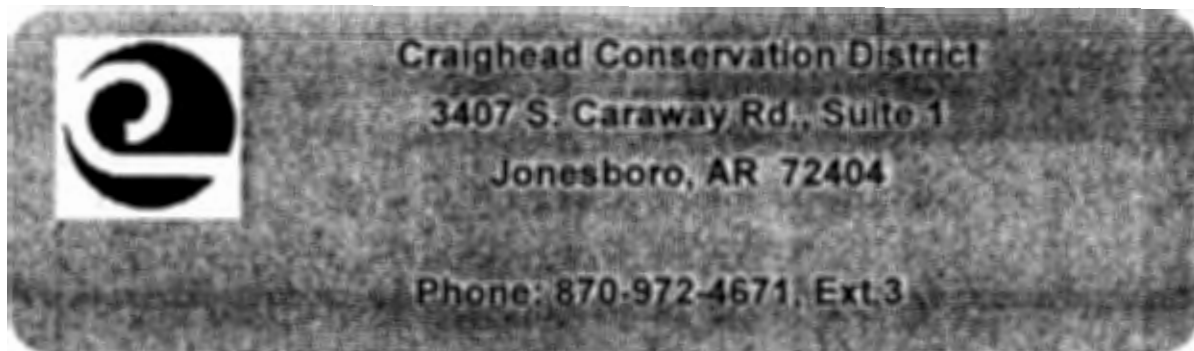 Craighead Conservation District
3407 S. Caraway Rd., Suite 1
Jonesboro, AR 72404
Phone: 870-972-4671, Ext.3